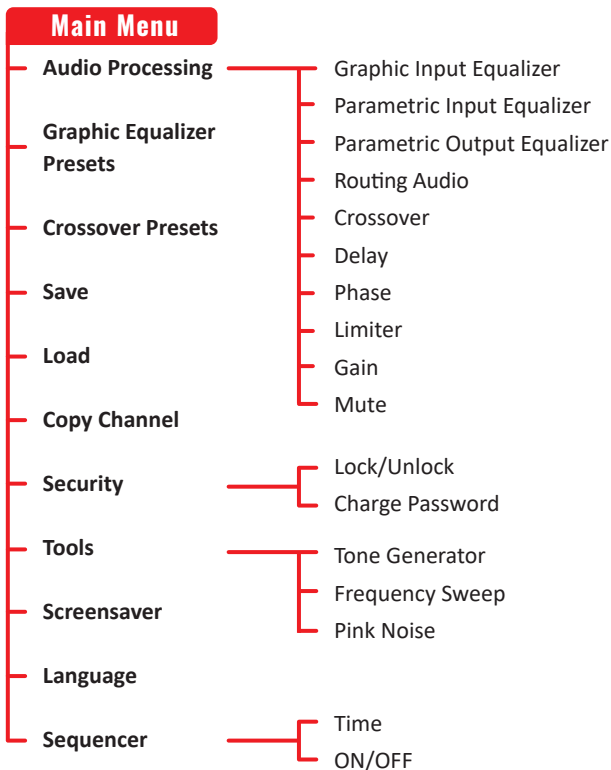 Main Menu
Audio Processing
Graphic Input Equalizer
Parametric Input Equalizer
Parametric Output Equalizer
Routing Audio
Crossover
Delay
Phase
Limiter
Gain
Mute
Graphic Equalizer
Presets
Crossover Presets
Save
Load
Copy Channel
Security
Lock/Unlock
Charge Password
Tools
Tone Generator
Frequency Sweep
Pink Noise
Screensaver
Language
Sequencer
Time
ON/OFF